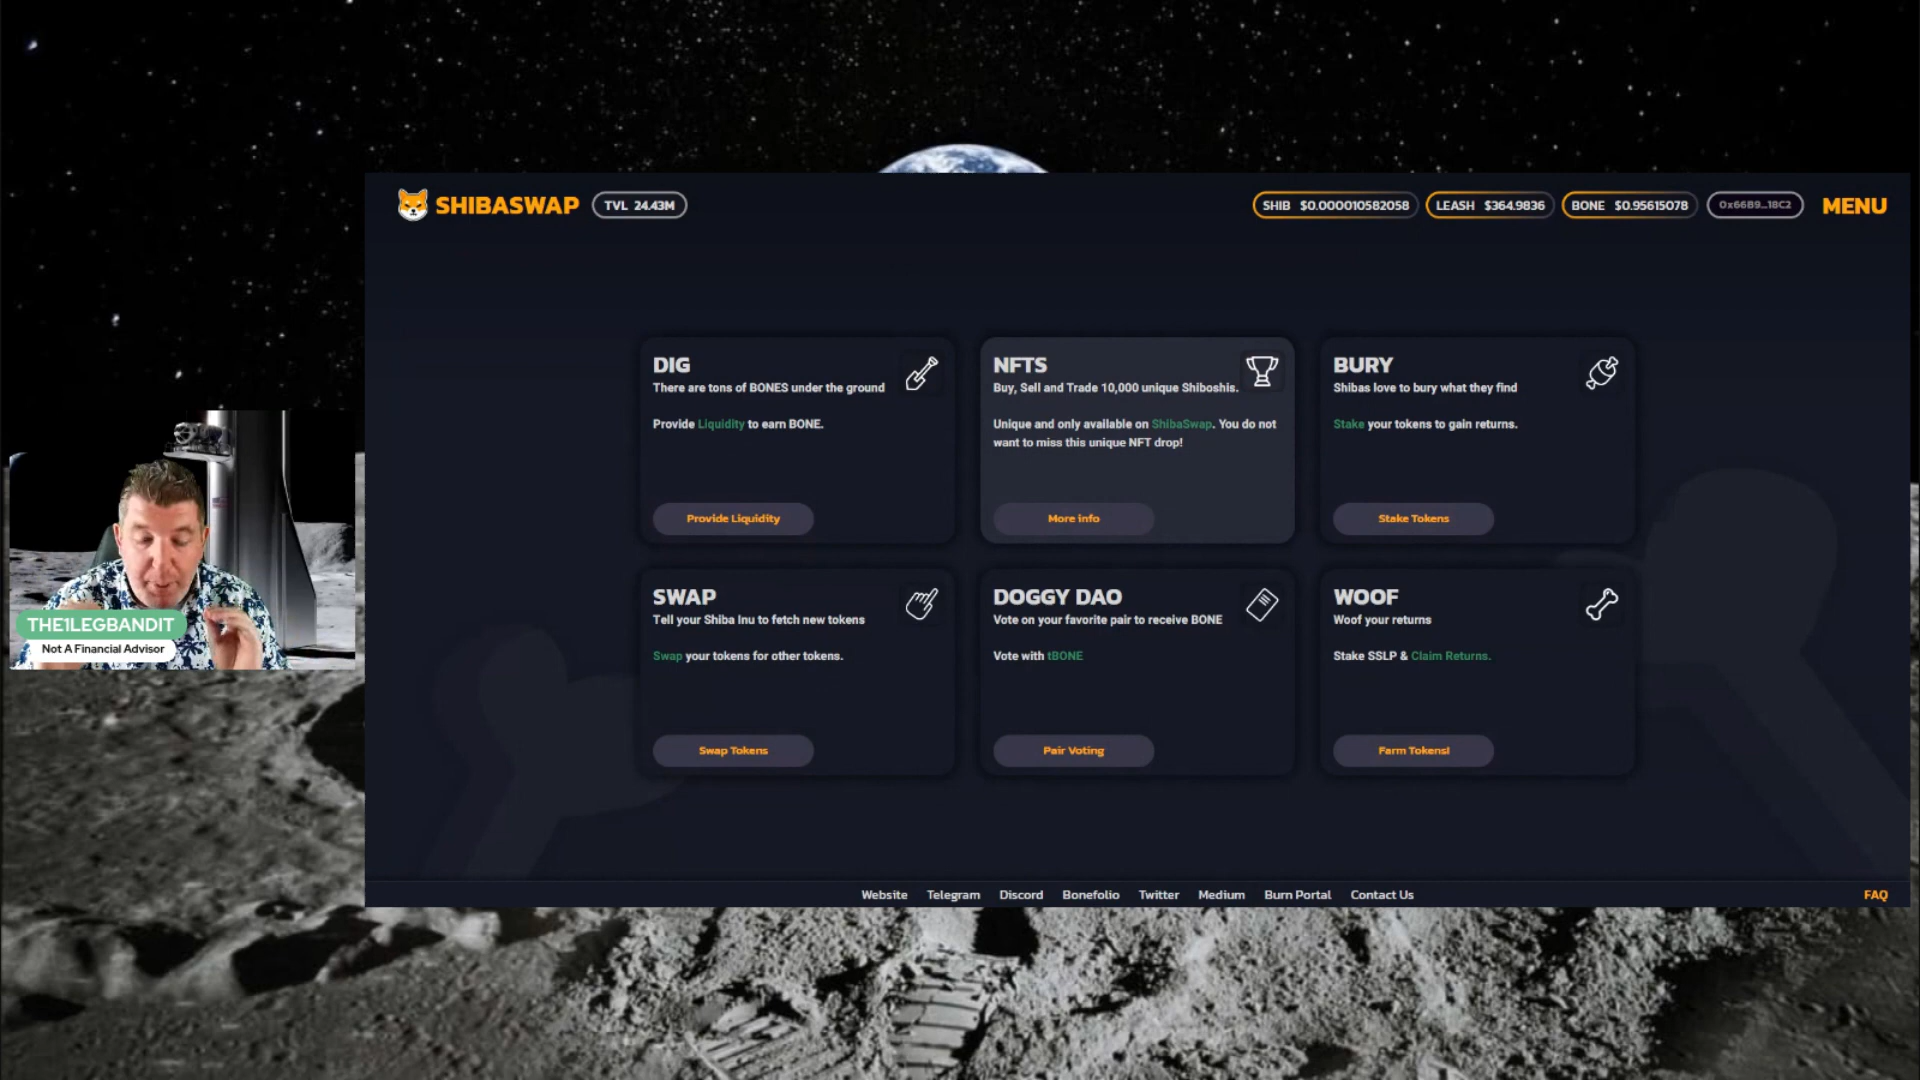 SHIBASWAP
TVL 24.43M
SHIB $0.000010582058
LEASH $364.9836
BONE $0.95615078
0x66B9...18C2
MENU
DIG
There are tons of BONES under the ground
Provide Liquidity to earn BONE.
Provide Liquidity
NFTS
Buy, Sell and Trade 10,000 unique Shiboshis.
Unique and only available on ShibaSwap. You do not
want to miss this unique NFT drop!
More info
BURY
Shibas love to bury what they find
Stake your tokens to gain returns.
Stake Tokens
THE1LEGBANDIT
Not A Financial Advisor
SWAP
Tell your Shiba Inu to fetch new tokens
Swap your tokens for other tokens.
Swap Tokens
DOGGY DAO
Vote on your favorite pair to receive BONE
Vote with tBONE
Pair Voting
WOOF
Woof your returns
Stake SSLP & Claim Returns.
Farm Tokens!
Website Telegram Discord Bonefolio Twitter Medium Burn Portal Contact Us
FAQ